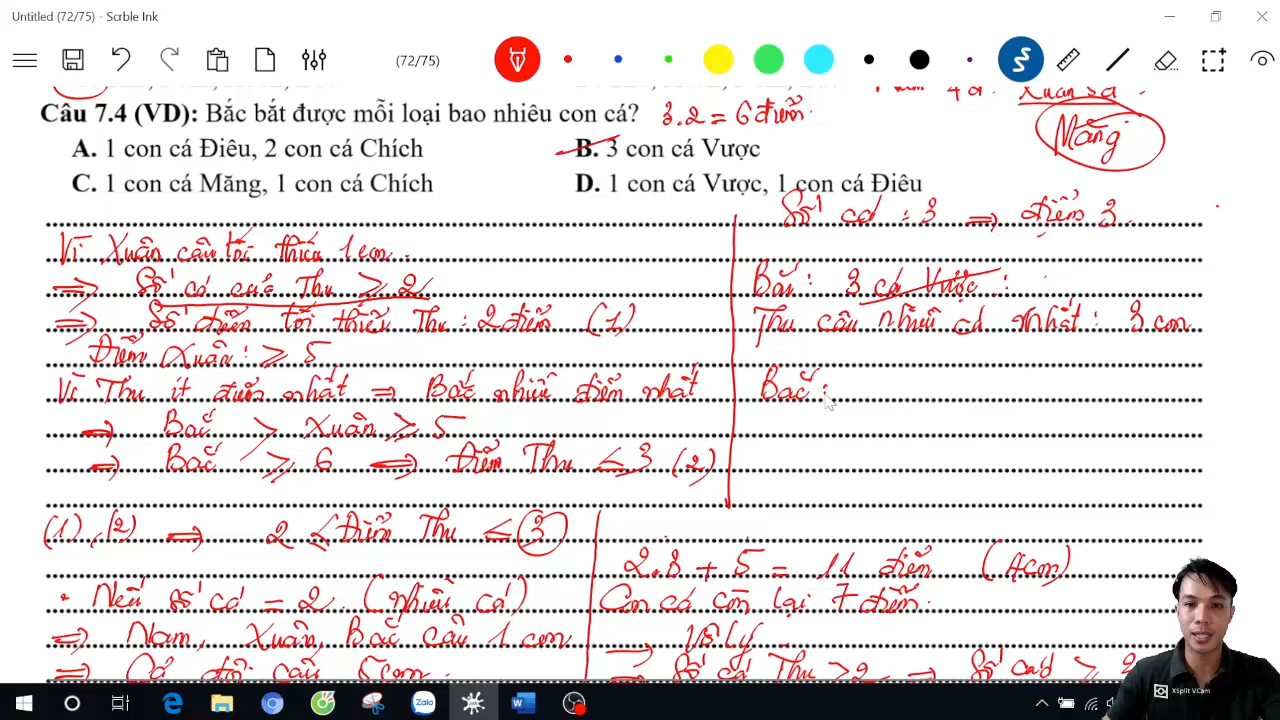 Untitled (72/75) - Scrble Ink
(72/75)
Xuân sđ
Măng
Câu 7.4 (VD): Bắc bắt được mỗi loại bao nhiêu con cá? 3.2 = 6 điểm
A. 1 con cá Điêu, 2 con cá Chích
B. 3 con cá Vược
C. 1 con cá Măng, 1 con cá Chích
D. 1 con cá Vược, 1 con cá Điêu
Vì Xuân câu tối thiểu 1 con.
⇒ Số cá của Thu ≥ 2
⇒ Số điểm tối thiểu Thu: 2 điểm (1)
Điểm Xuân: ≥ 5
Vì Thu ít điểm nhất ⇒ Bắc nhiều điểm nhất
⇒ Bắc > Xuân ≥ 5
⇒ Bắc ≥ 6 ⇔ Điểm Thu ≤ 3 (2)
Số cá: 3 ⇒ điểm 3.
Bắc: 3 cá Vược:
Thu câu nhiều cá nhất: 3 con
Bắc:
(1), (2) ⇒ 2 ≤ Điểm Thu ≤ 3
• Nếu số cá = 2. (nhiều cá)
⇒ Nam, Xuân, Bắc câu 1 con
⇒ Cả đội câu 5 con.
2.3 + 5 = 11 điểm (4con)
Con cá còn lại 7 điểm.
→ Vô lý
⇒ Số cá Thu > 2 ⇒ Số cá ≥ 3
Zalo
XSplit VCam